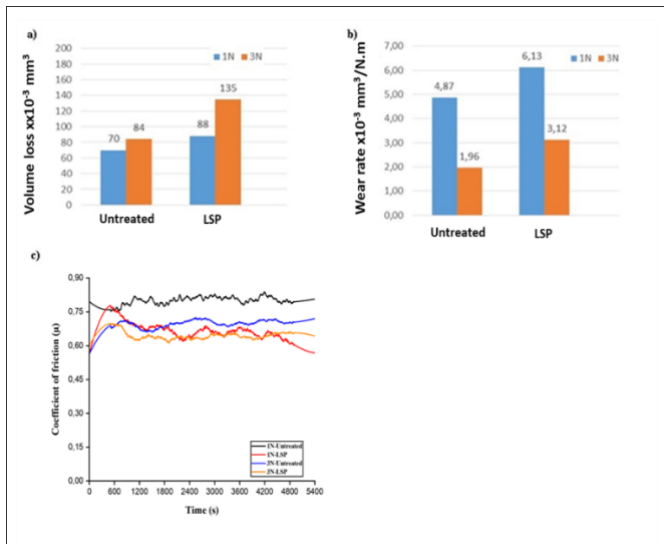 a)
Volume loss xx10⁻³ mm³
200
180
160
140
120
100
80
60
40
20
0
1N 3N
70
84
88
135
Untreated LSP
b)
Wear rate x10⁻³ mm³/N.m
7,00
6,00
5,00
4,00
3,00
2,00
1,00
0,00
1N 3N
4,87
1,96
6,13
3,12
Untreated LSP
c)
Coefficient of friction (µ)
0,90
0,75
0,60
0,45
0,30
0,15
0,00
1N-Untreated
1N-LSP
3N-LSP
0 600 1200 1800 2400 3000 3600 4200 4800 5400
Time (s)